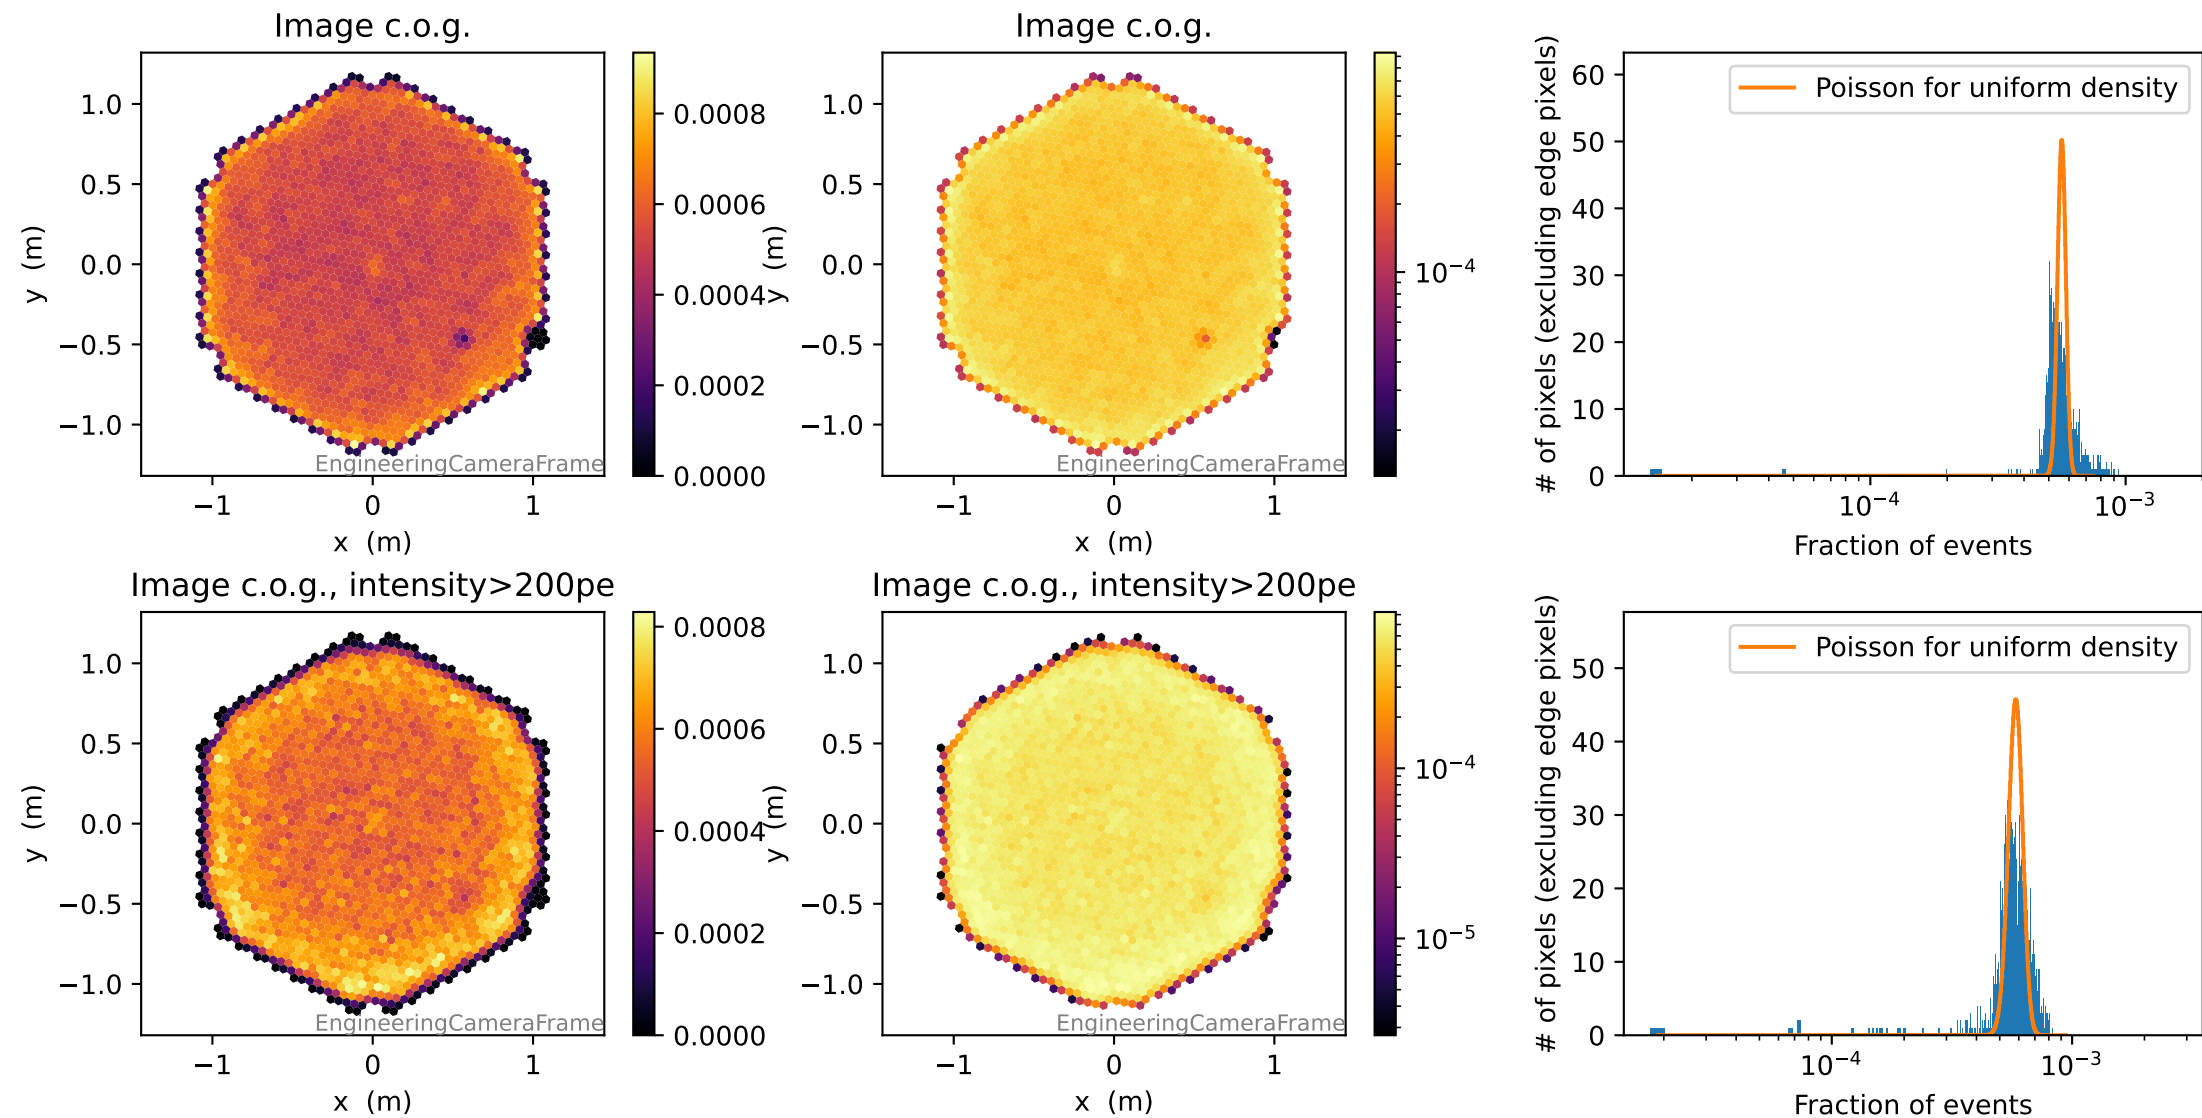 Image c.o.g.
1.0
0.5
0.0
−0.5
−1.0
y (m)
−1
0
1
x (m)
EngineeringCameraFrame
0.0008
0.0006
0.0004
0.0002
0.0000
Image c.o.g.
1.0
0.5
0.0
−0.5
−1.0
y (m)
−1
0
1
x (m)
EngineeringCameraFrame
10⁻⁴
# of pixels (excluding edge pixels)
60
50
40
30
20
10
0
Poisson for uniform density
10⁻⁴
10⁻³
Fraction of events
Image c.o.g., intensity>200pe
1.0
0.5
0.0
−0.5
−1.0
y (m)
−1
0
1
x (m)
EngineeringCameraFrame
0.0008
0.0006
0.0004
0.0002
0.0000
Image c.o.g., intensity>200pe
1.0
0.5
0.0
−0.5
−1.0
y (m)
−1
0
1
x (m)
EngineeringCameraFrame
10⁻⁴
10⁻⁵
# of pixels (excluding edge pixels)
50
40
30
20
10
0
Poisson for uniform density
10⁻⁴
10⁻³
Fraction of events